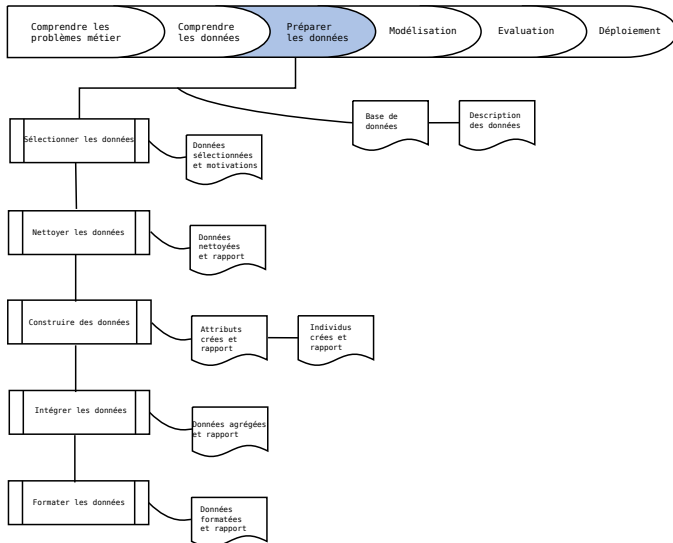 Comprendre les
problèmes métier
Comprendre
les données
Préparer
les données
Modélisation
Evaluation
Déploiement
Base de
données
Description
des données
Sélectionner les données
Données
sélectionnées
et motivations
Nettoyer les données
Données
nettoyées
et rapport
Construire des données
Attributs
crées et
rapport
Individus
crées et
rapport
Intégrer les données
Données agrégées
et rapport
Formater les données
Données
formatées
et rapport